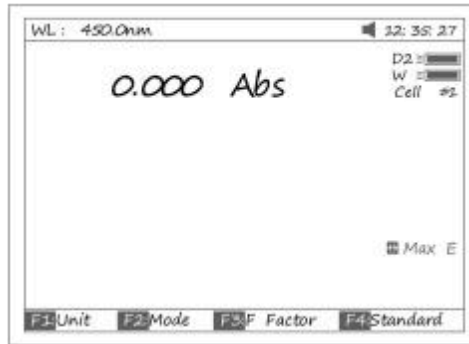 WL: 450.0nm 12:35:27
0.000 Abs
D2
W
Cell #1
Max E
F1:Unit F2:Mode F3:F Factor F4:Standard